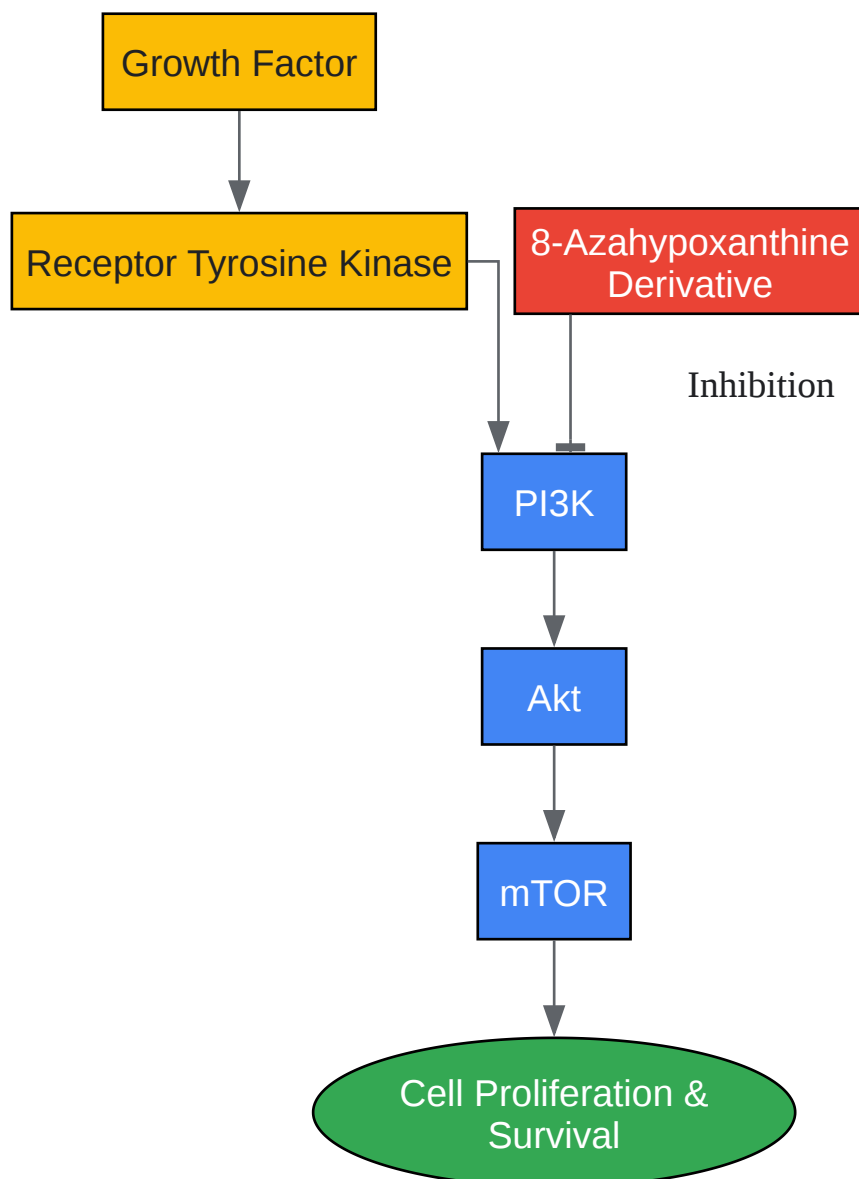 Growth Factor
Receptor Tyrosine Kinase
8-Azahypoxanthine
Derivative
Inhibition
PI3K
Akt
mTOR
Cell Proliferation &
Survival